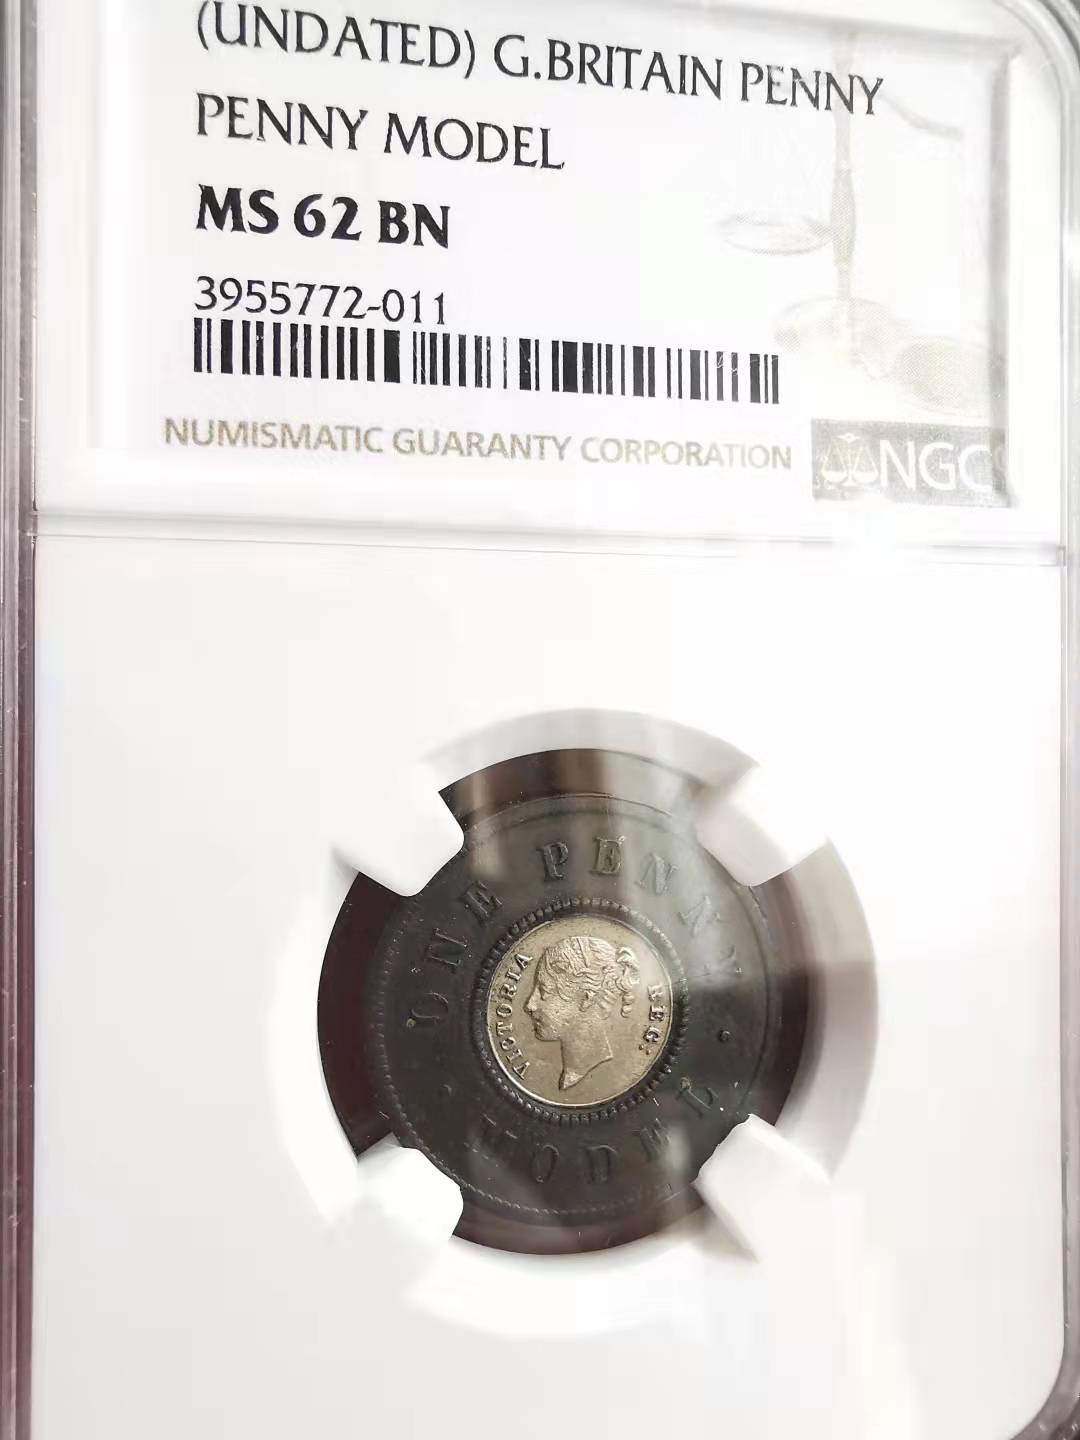 (UNDATED) G.BRITAIN PENNY
PENNY MODEL
MS 62 BN
3955772-011
NUMISMATIC GUARANTY CORPORATION
NGC
ONE PENNY
VICTORIA REG:
MODEL